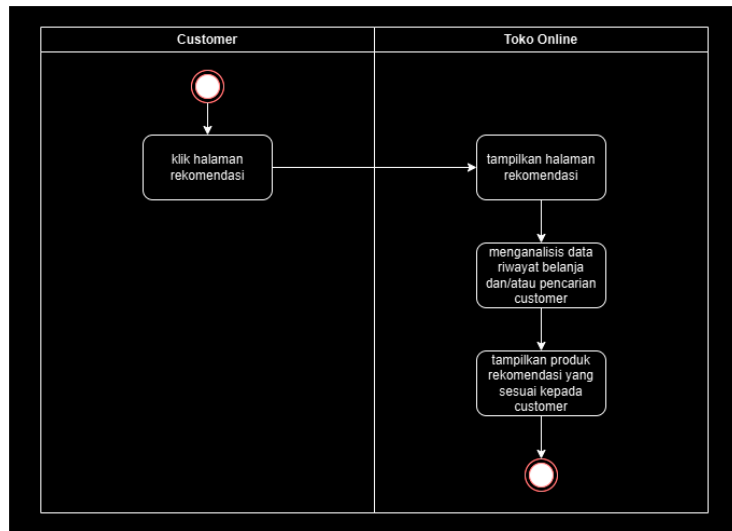 Customer
Toko Online
klik halaman
rekomendasi
tampilkan halaman
rekomendasi
menganalisis data
riwayat belanja
dan/atau pencarian
customer
tampilkan produk
rekomendasi yang
sesuai kepada
customer